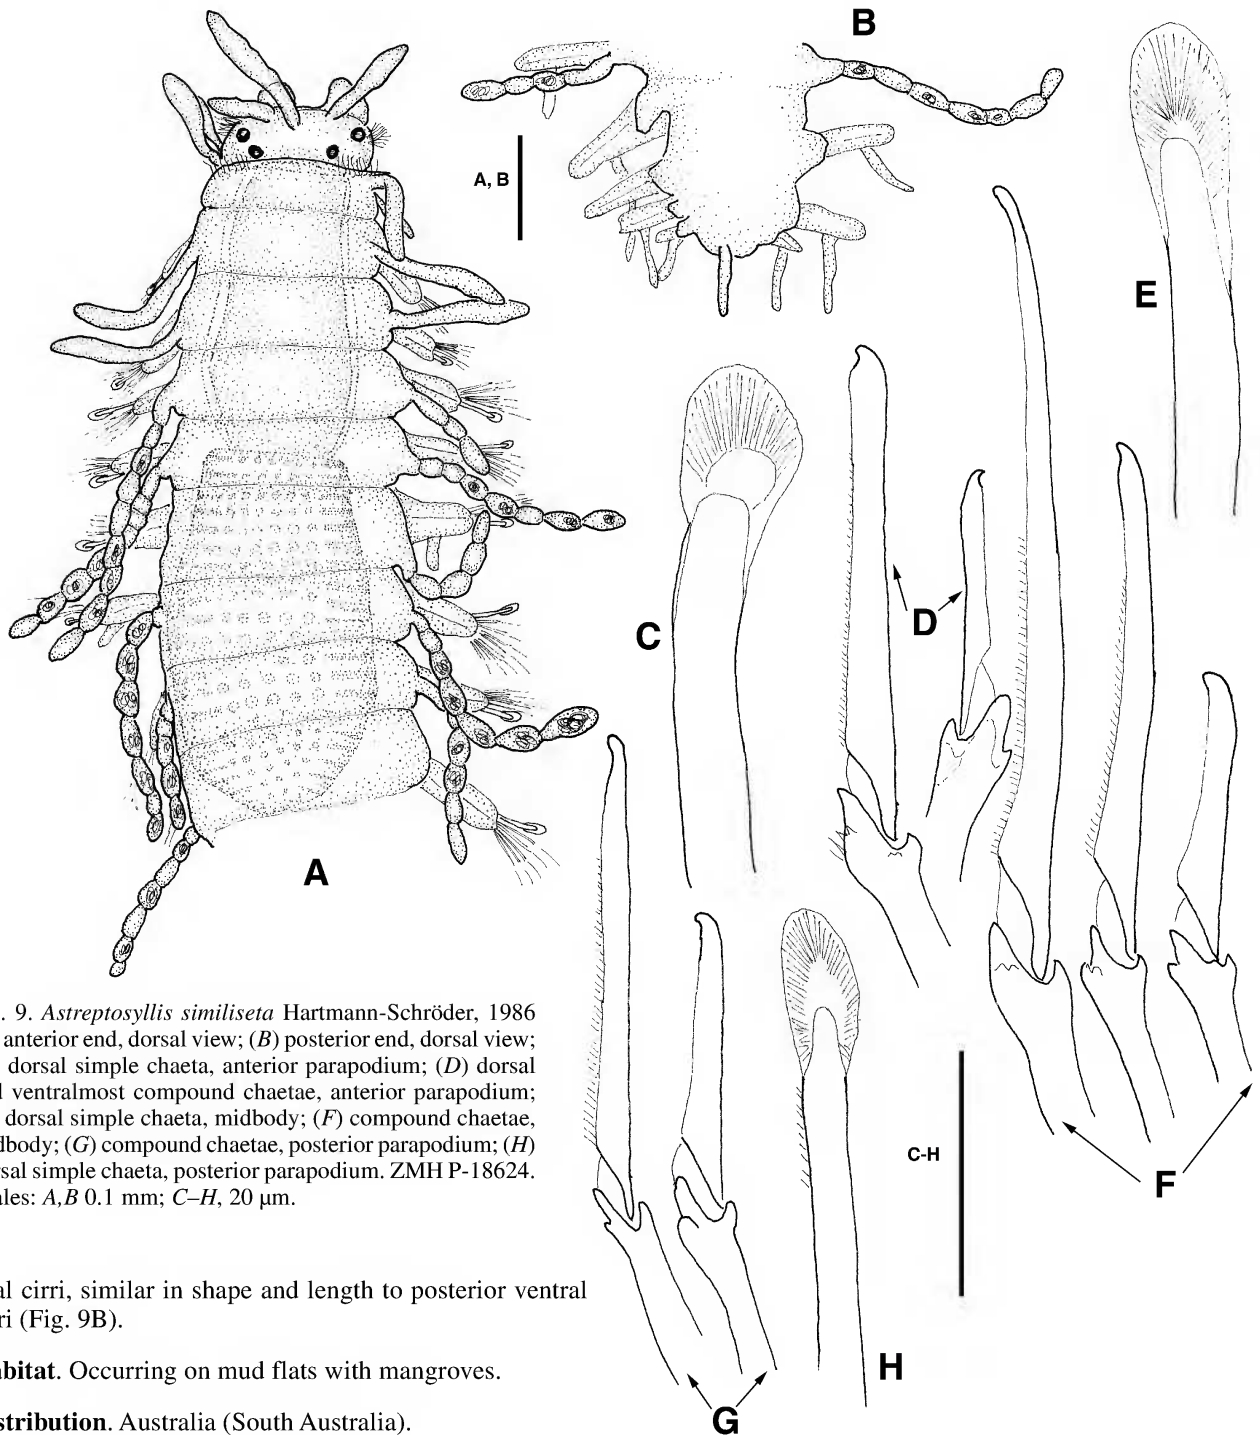 B
A, B
E
D
C
A
. 9. Astreptosyllis similiseta Hartmann-Schröder, 1986
anterior end, dorsal view; (B) posterior end, dorsal view;
dorsal simple chaeta, anterior parapodium; (D) dorsal
ventralmost compound chaetae, anterior parapodium;
dorsal simple chaeta, midbody; (F) compound chaetae,
dbody; (G) compound chaetae, posterior parapodium; (H)
rsal simple chaeta, posterior parapodium. ZMH P-18624.
ales: A,B 0.1 mm; C–H, 20 µm.
C-H
F
al cirri, similar in shape and length to posterior ventral
ri (Fig. 9B).
bitat. Occurring on mud flats with mangroves.
H
G
stribution. Australia (South Australia).